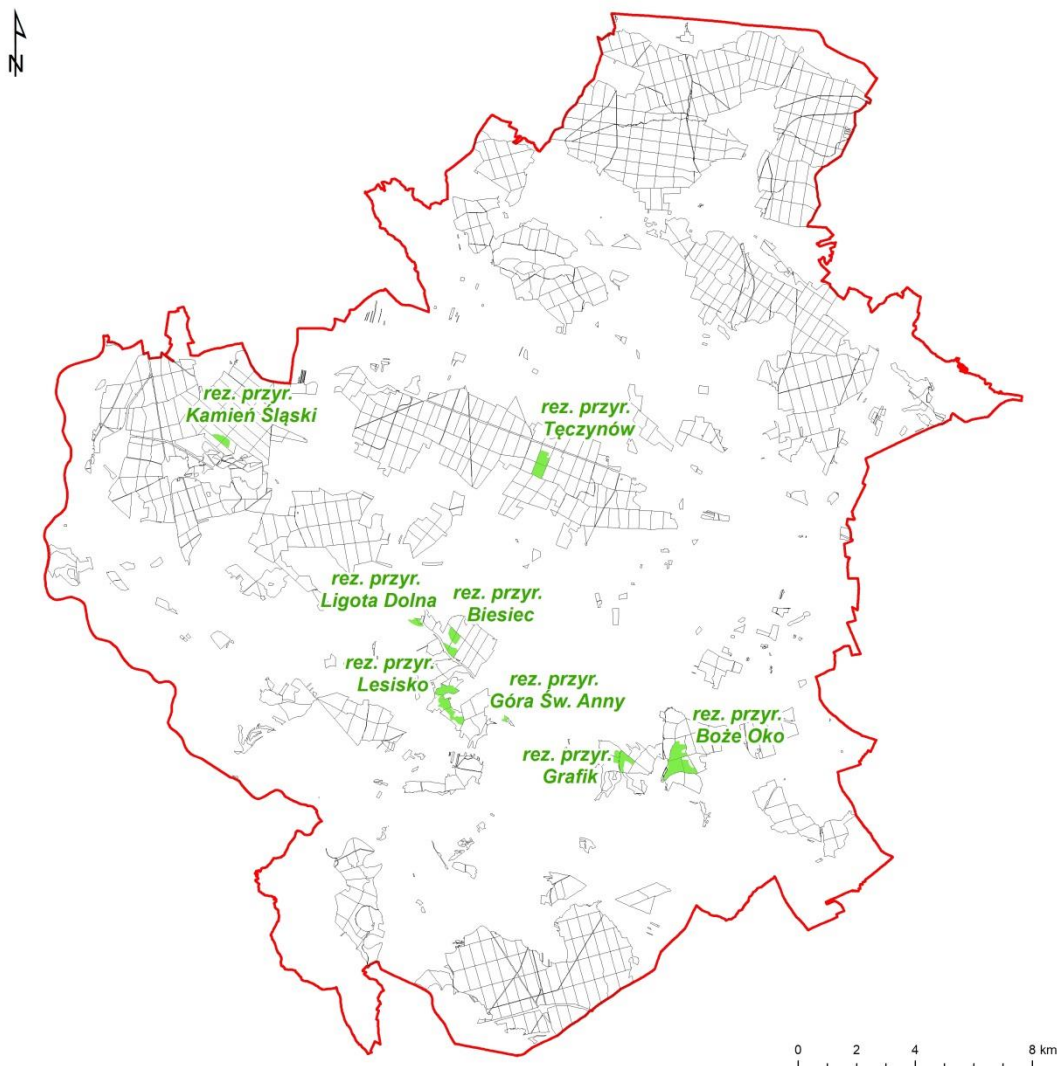 N
rez. przyr.
Kamień Śląski
rez. przyr.
Tęczynów
rez. przyr.
Ligota Dolna
rez. przyr.
Biesiec
rez. przyr.
Lesisko
rez. przyr.
Góra Św. Anny
rez. przyr.
Boże Oko
rez. przyr.
Grafik
0 2 4 8 km